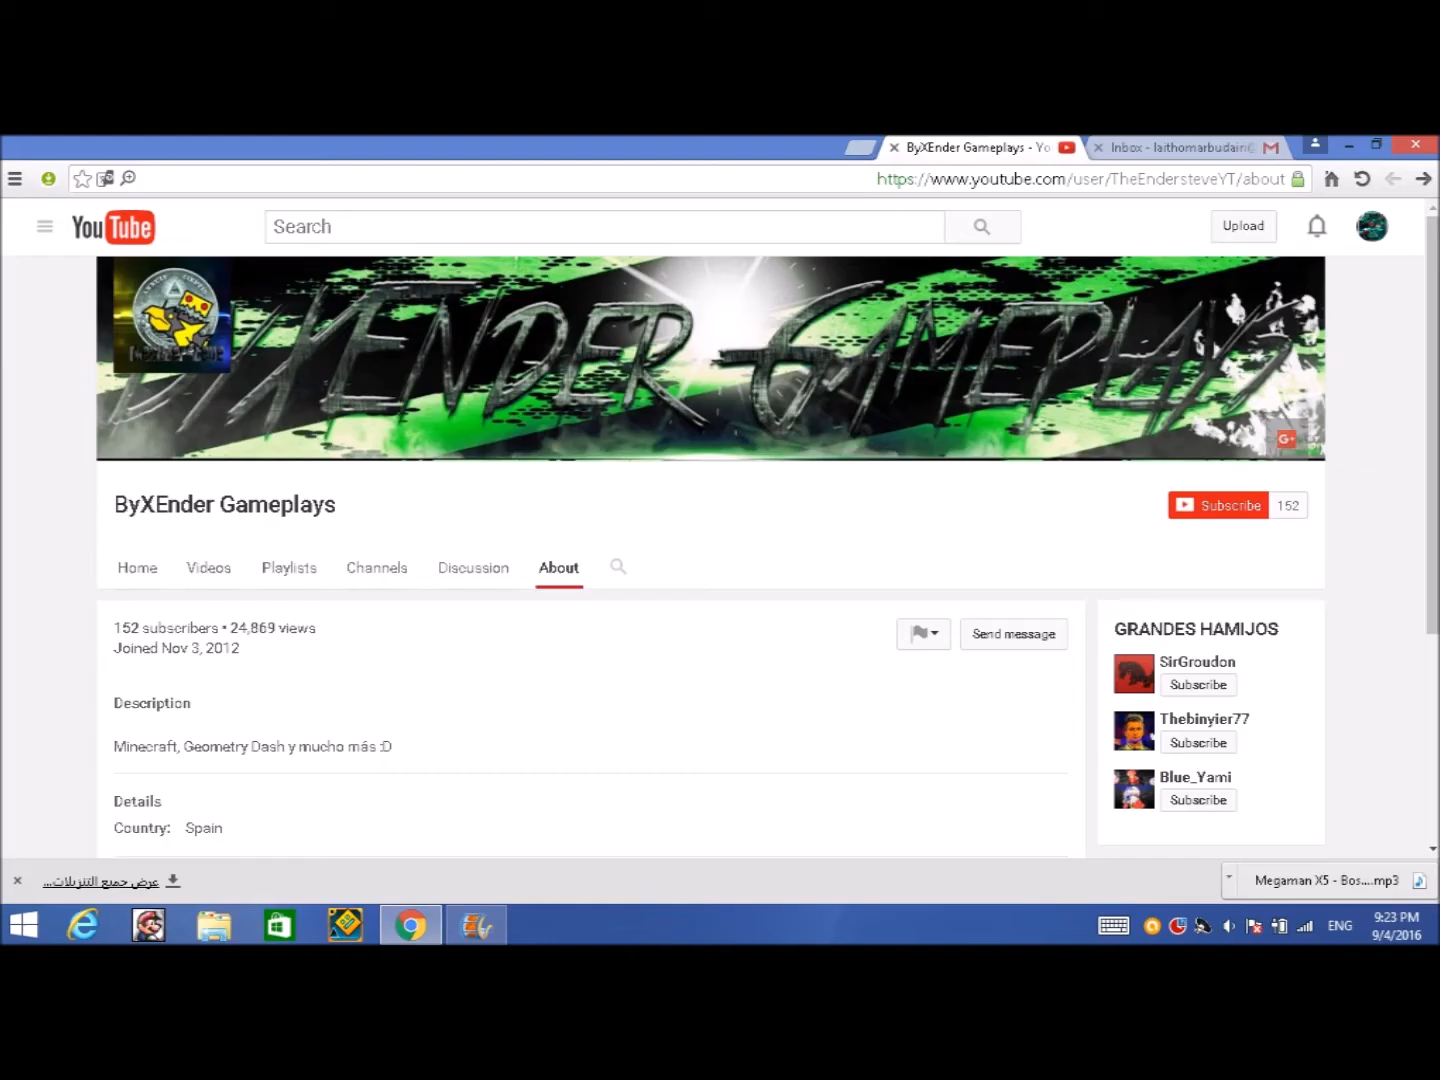 ByXEnder Gameplays - Yo
Inbox - laithomarbudairi@
https://www.youtube.com/user/TheEndersteveYT/about
YouTube
Search
Upload
ByXEnder Gameplays
G+
ByXEnder Gameplays
Subscribe 152
Home Videos Playlists Channels Discussion About
152 subscribers • 24,869 views
Joined Nov 3, 2012
Send message
Description
Minecraft, Geometry Dash y mucho más :D
Details
Country: Spain
GRANDES HAMIJOS
SirGroudon
Subscribe
Thebinyier77
Subscribe
Blue_Yami
Subscribe
عرض جميع التنزيلات...
Megaman X5 - Bos....mp3
ENG
9:23 PM
9/4/2016